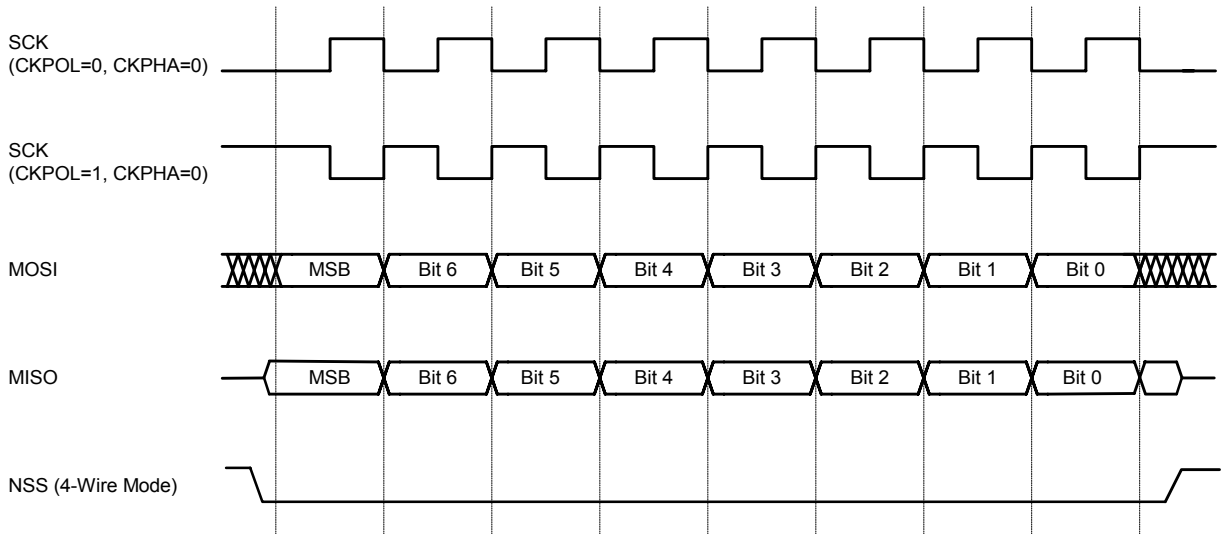 SCK
(CKPOL=0, CKPHA=0)
SCK
(CKPOL=1, CKPHA=0)
MOSI
MSB Bit 6 Bit 5 Bit 4 Bit 3 Bit 2 Bit 1 Bit 0
MISO
MSB Bit 6 Bit 5 Bit 4 Bit 3 Bit 2 Bit 1 Bit 0
NSS (4-Wire Mode)